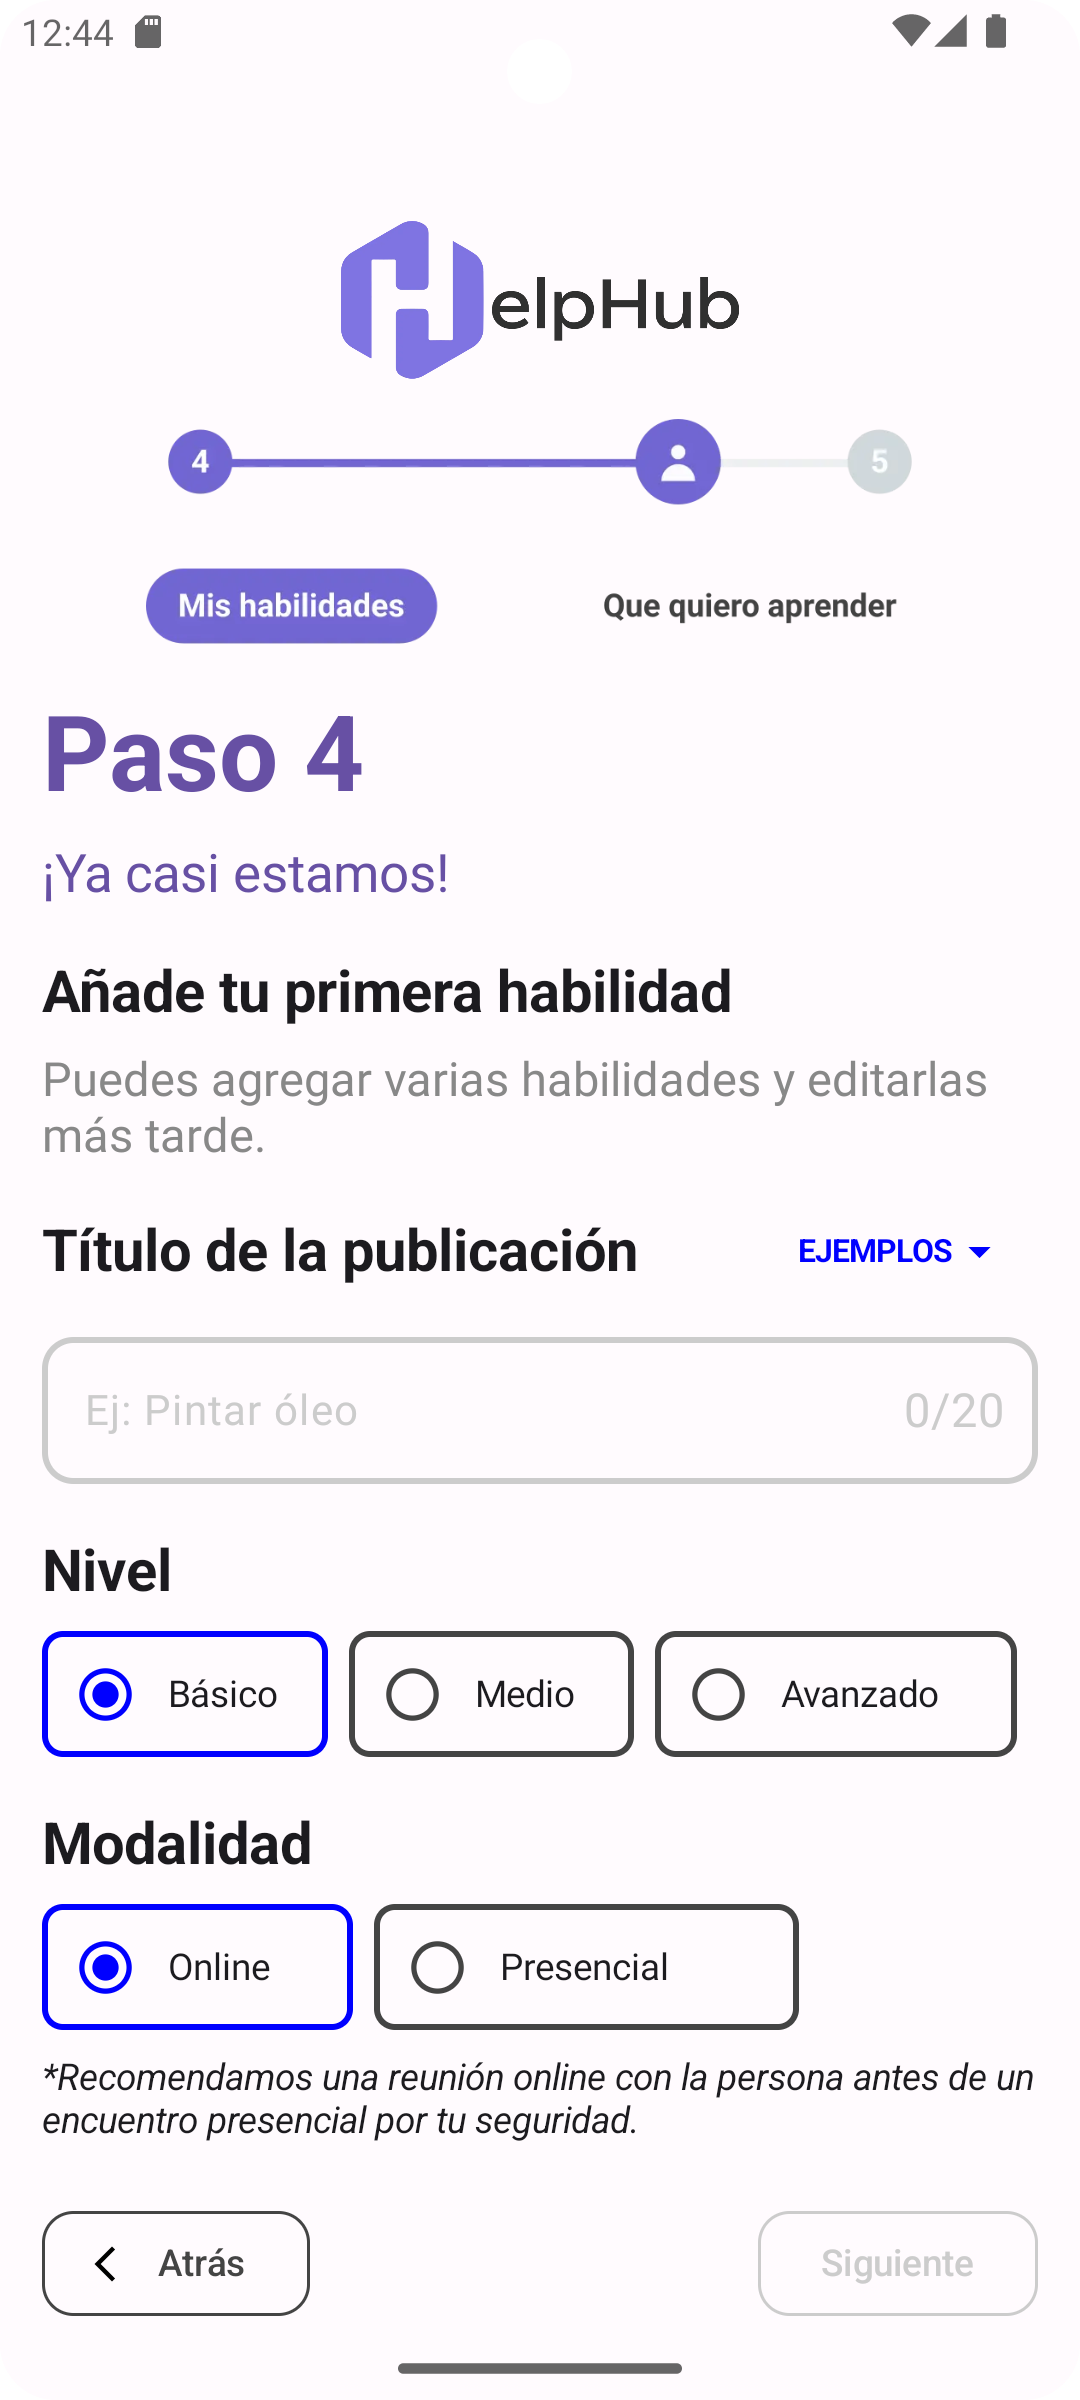 12:44
elpHub
4
5
Mis habilidades
Que quiero aprender
Paso 4
¡Ya casi estamos!
Añade tu primera habilidad
Puedes agregar varias habilidades y editarlas
más tarde.
Título de la publicación
EJEMPLOS
Ej: Pintar óleo
0/20
Nivel
Básico
Medio
Avanzado
Modalidad
Online
Presencial
*Recomendamos una reunión online con la persona antes de un
encuentro presencial por tu seguridad.
Atrás
Siguiente